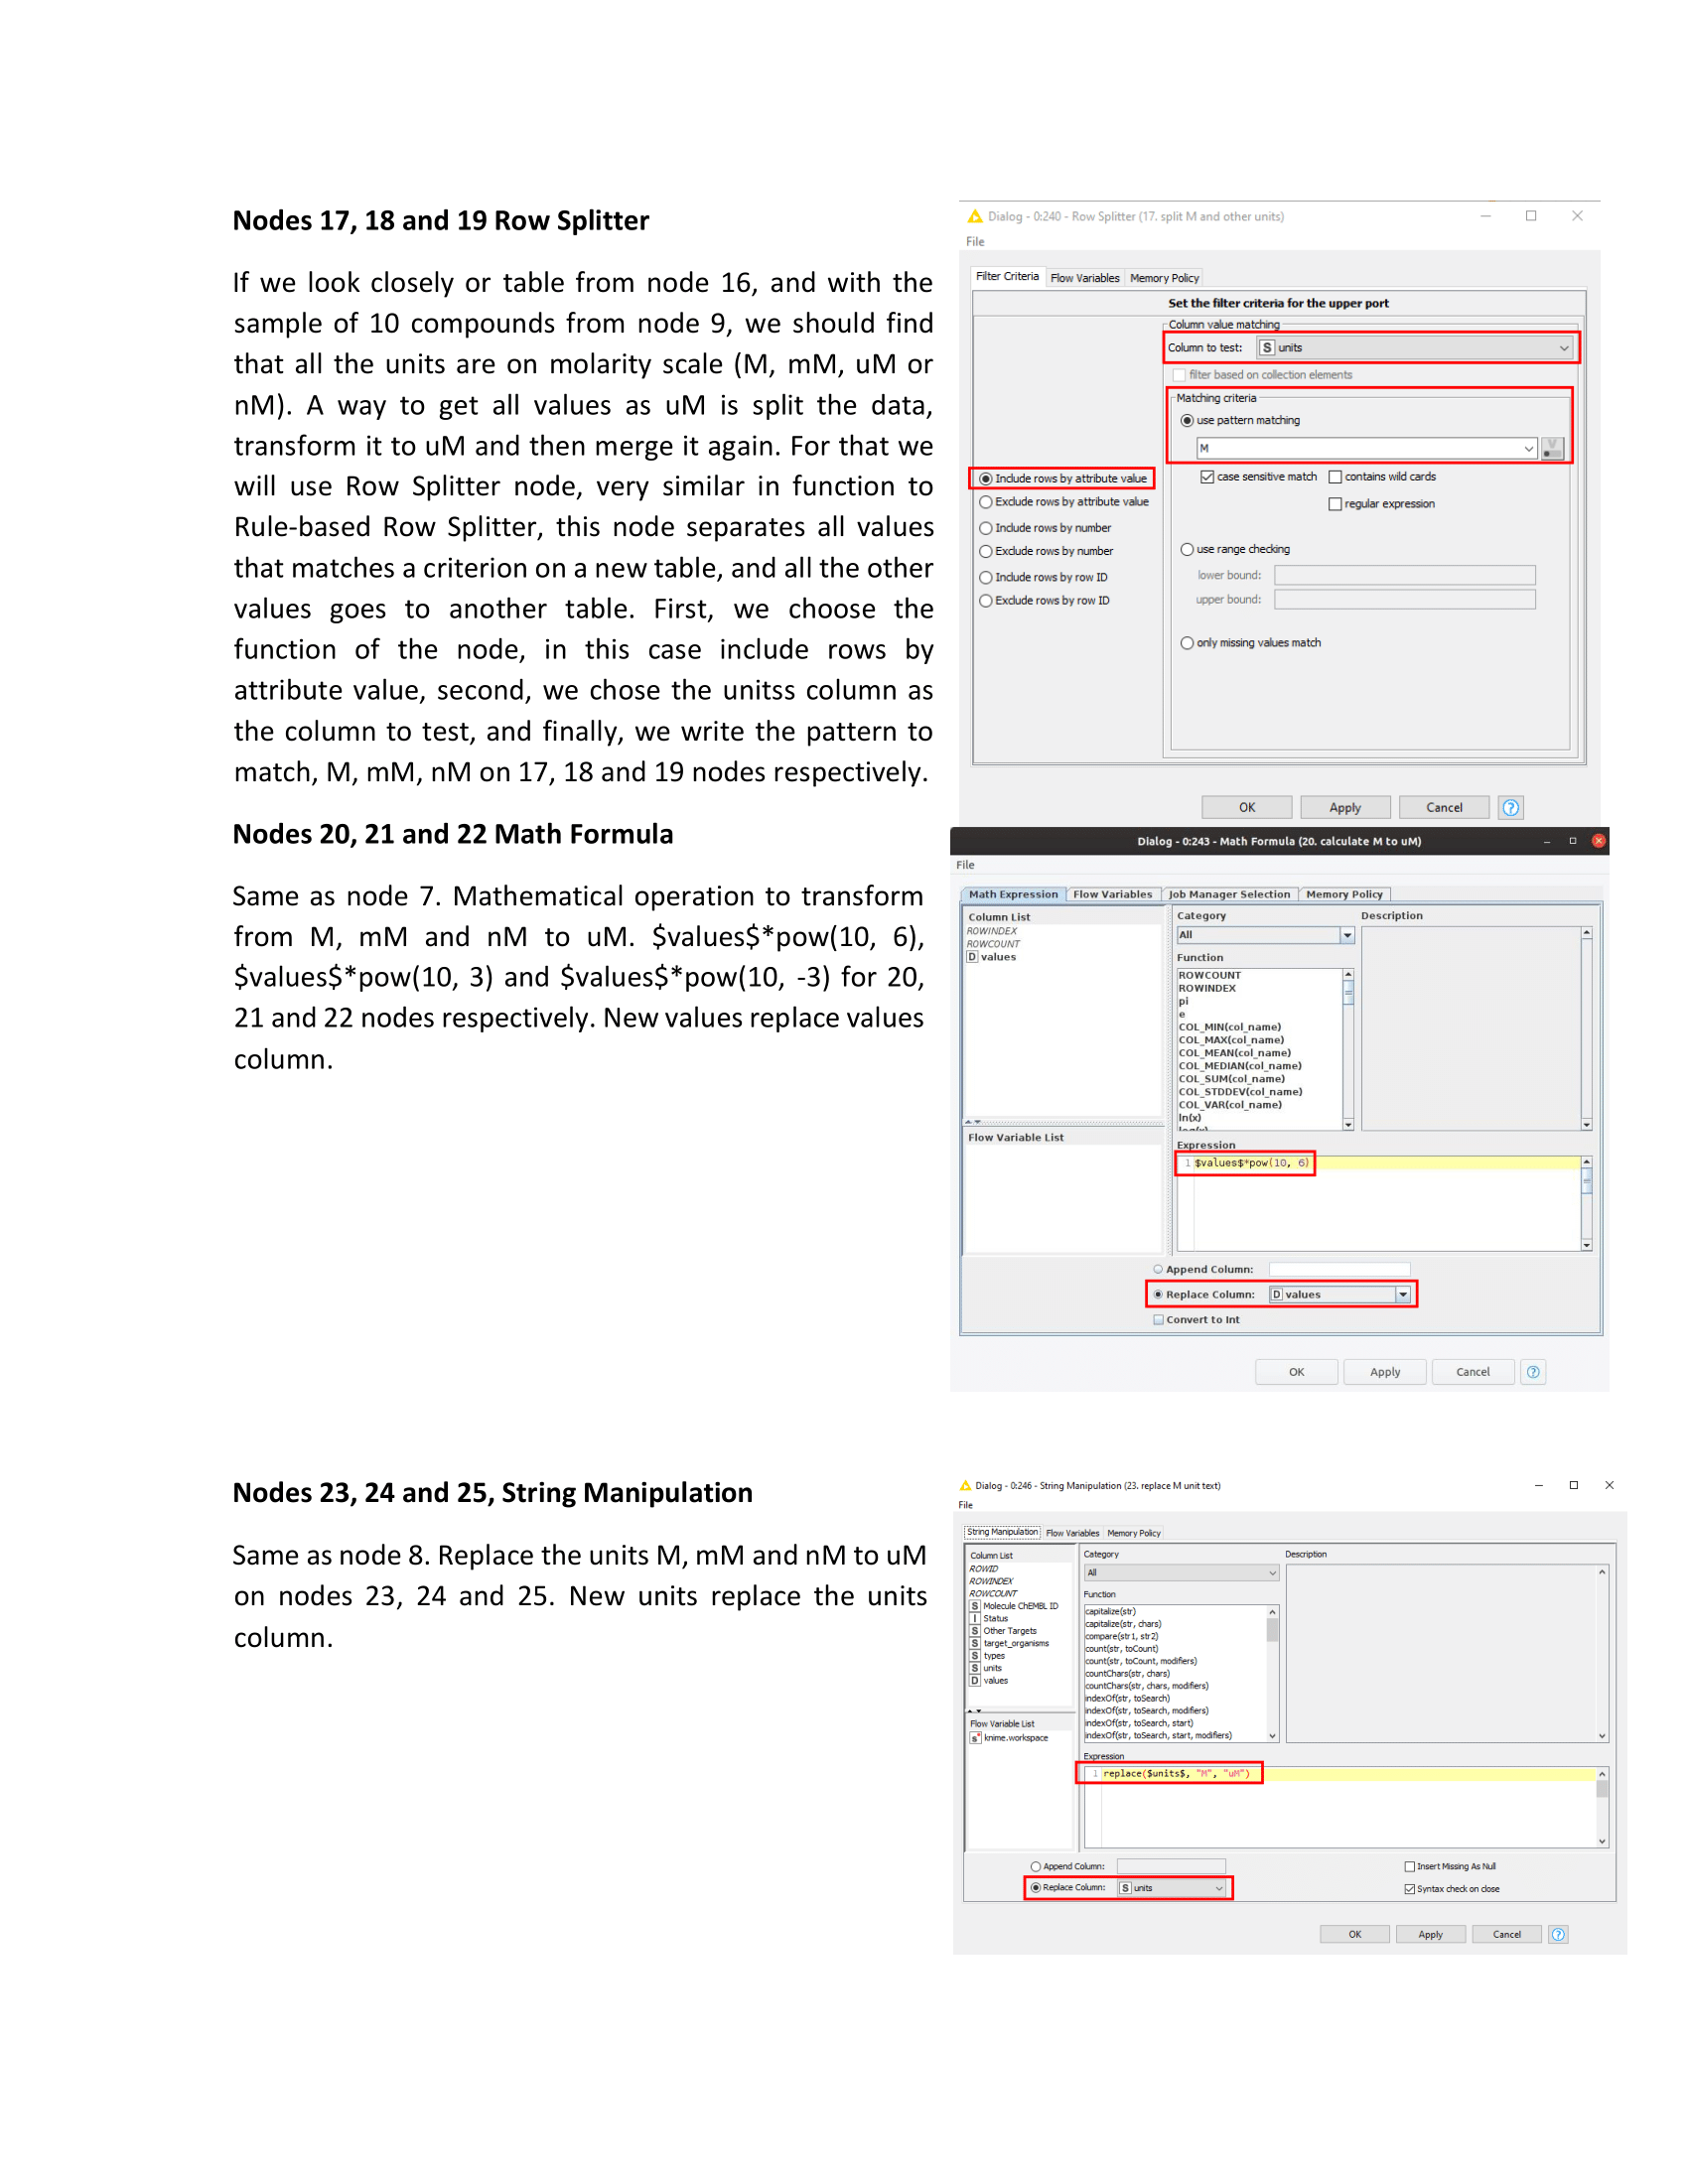 Nodes 17, 18 and 19 Row Splitter
If we look closely or table from node 16, and with the
sample of 10 compounds from node 9, we should find
that all the units are on molarity scale (M, mM, uM or
nM). A way to get all values as uM is split the data,
transform it to uM and then merge it again. For that we
will use Row Splitter node, very similar in function to
Rule-based Row Splitter, this node separates all values
that matches a criterion on a new table, and all the other
values goes to another table. First, we choose the
function of the node, in this case include rows by
attribute value, second, we chose the unitss column as
the column to test, and finally, we write the pattern to
match, M, mM, nM on 17, 18 and 19 nodes respectively.
Dialog - 0:240 - Row Splitter (17. split M and other units)
File
Filter Criteria Flow Variables Memory Policy
Set the filter criteria for the upper port
Column value matching
Column to test: S units
filter based on collection elements
Matching criteria
use pattern matching
M
case sensitive match contains wild cards
regular expression
Include rows by attribute value
Exclude rows by attribute value
Include rows by number
Exclude rows by number
Include rows by row ID
Exclude rows by row ID
use range checking
lower bound:
upper bound:
only missing values match
OK Apply Cancel ?
Nodes 20, 21 and 22 Math Formula
Same as node 7. Mathematical operation to transform
from M, mM and nM to uM. $values$*pow(10, 6),
$values$*pow(10, 3) and $values$*pow(10, -3) for 20,
21 and 22 nodes respectively. New values replace values
column.
Dialog - 0:243 - Math Formula (20. calculate M to uM)
File
Math Expression Flow Variables Job Manager Selection Memory Policy
Column List
ROWINDEX
ROWCOUNT
D values
Flow Variable List
Category
All
Function
ROWCOUNT
ROWINDEX
pi
e
COL_MIN(col_name)
COL_MAX(col_name)
COL_MEAN(col_name)
COL_MEDIAN(col_name)
COL_SUM(col_name)
COL_STDDEV(col_name)
COL_VAR(col_name)
ln(x)
Description
Expression
1 $values$*pow(10, 6)
Append Column:
Replace Column: D values
Convert to Int
OK Apply Cancel ?
Nodes 23, 24 and 25, String Manipulation
Same as node 8. Replace the units M, mM and nM to uM
on nodes 23, 24 and 25. New units replace the units
column.
Dialog - 0:246 - String Manipulation (23. replace M unit text)
File
String Manipulation Flow Variables Memory Policy
Column List
ROWID
ROWINDEX
ROWCOUNT
S Molecule ChEMBL ID
I Status
S Other Targets
S target_organisms
S types
S units
D values
Flow Variable List
s knime.workspace
Category
All
Function
capitalize(str)
capitalize(str, chars)
compare(str1, str2)
count(str, toCount)
count(str, toCount, modifiers)
countChars(str, chars)
countChars(str, chars, modifiers)
indexOf(str, toSearch)
indexOf(str, toSearch, modifiers)
indexOf(str, toSearch, start)
indexOf(str, toSearch, start, modifiers)
Description
Expression
1 replace($units$, "M", "uM")
Append Column:
Replace Column: S units
Insert Missing As Null
Syntax check on close
OK Apply Cancel ?